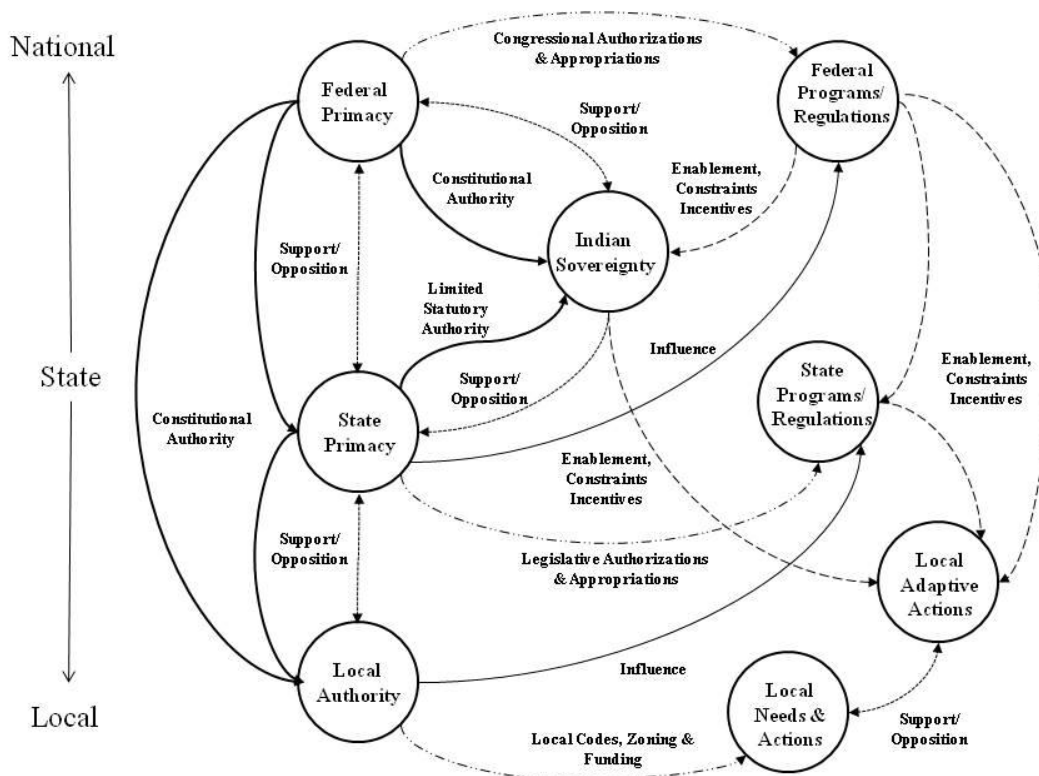 National
State
Local
Federal
Primacy
Congressional Authorizations
& Appropriations
Federal
Programs/
Regulations
Support/
Opposition
Constitutional
Authority
Enablement,
Constraints
Incentives
Indian
Sovereignty
Support/
Opposition
Limited
Statutory
Authority
Influence
State
Programs/
Regulations
Enablement,
Constraints
Incentives
Support/
Opposition
Constitutional
Authority
State
Primacy
Enablement,
Constraints
Incentives
Support/
Opposition
Legislative Authorizations
& Appropriations
Local
Adaptive
Actions
Local
Authority
Influence
Local
Needs &
Actions
Support/
Opposition
Local Codes, Zoning &
Funding